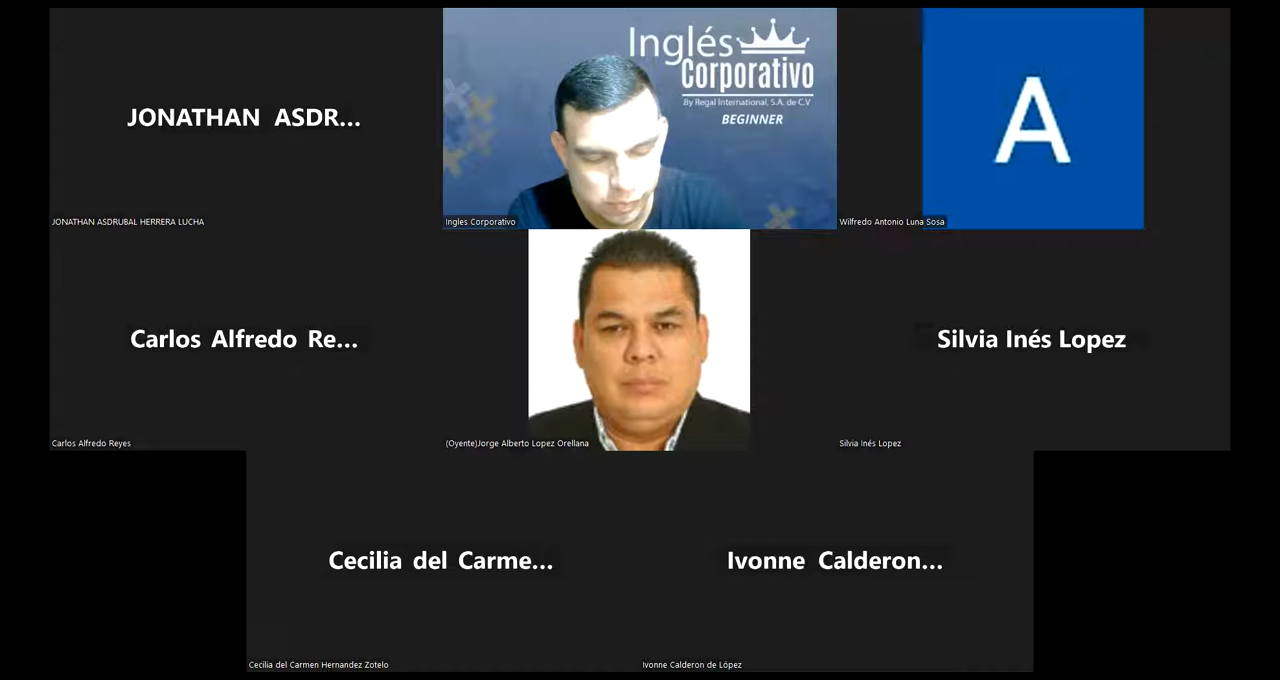 JONATHAN ASDR...
JONATHAN ASDRUBAL HERRERA LUCHA
Inglés
Corporativo
By Regal International, S.A. de C.V
BEGINNER
Ingles Corporativo
A
Wilfredo Antonio Luna Sosa
Carlos Alfredo Re...
Carlos Alfredo Reyes
(Oyente)Jorge Alberto Lopez Orellana
Silvia Inés Lopez
Silvia Inés Lopez
Cecilia del Carme...
Cecilia del Carmen Hernandez Zotelo
Ivonne Calderon...
Ivonne Calderon de López